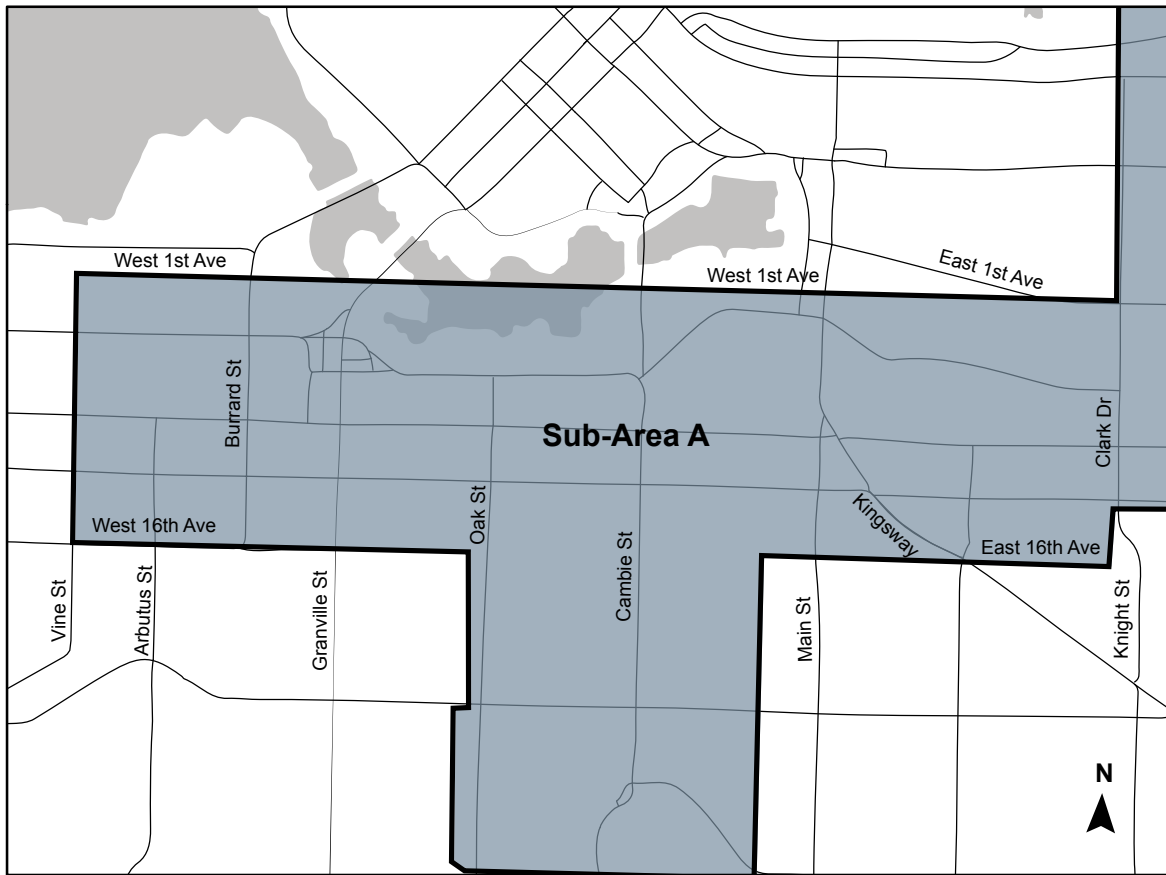 West 1st Ave
West 1st Ave
East 1st Ave
Burrard St
Clark Dr
Sub-Area A
Oak St
Kingsway
West 16th Ave
East 16th Ave
Cambie St
Vine St
Arbutus St
Granville St
Main St
Knight St
N